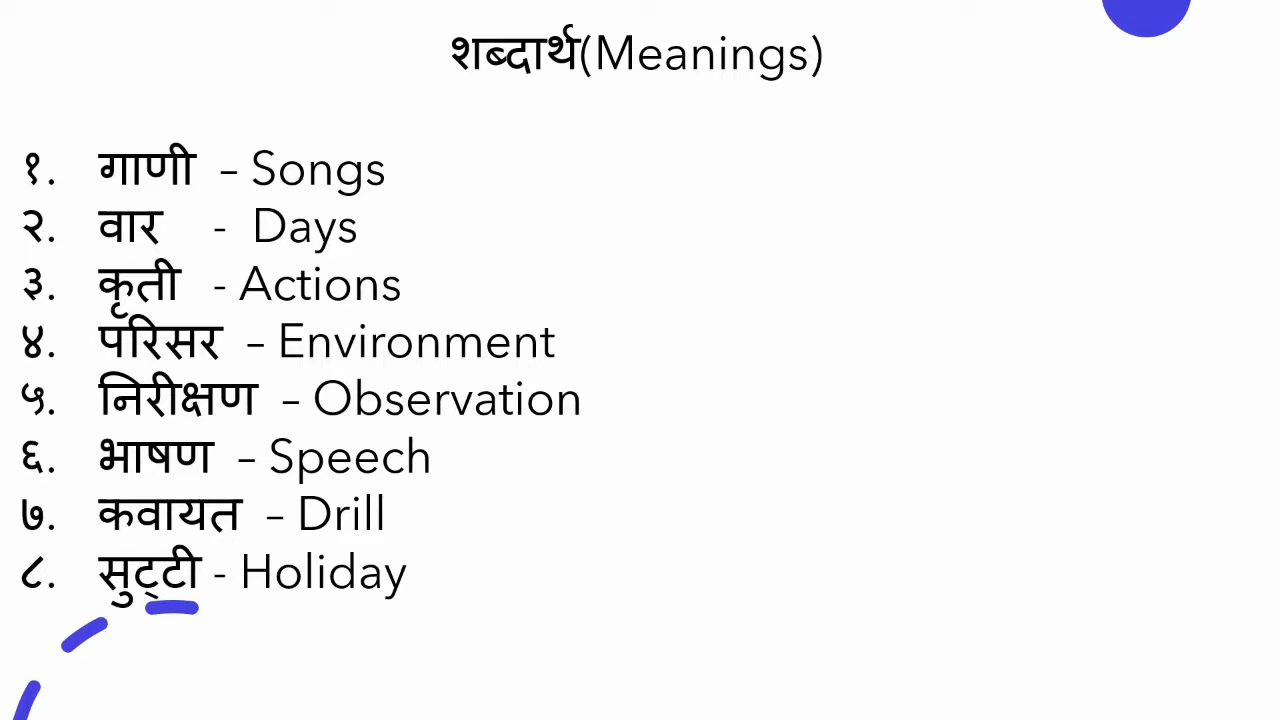 शब्दार्थ(Meanings)
१. गाणी – Songs
२. वार - Days
३. कृती - Actions
४. परिसर – Environment
५. निरीक्षण – Observation
६. भाषण – Speech
७. कवायत – Drill
८. सुट्टी - Holiday